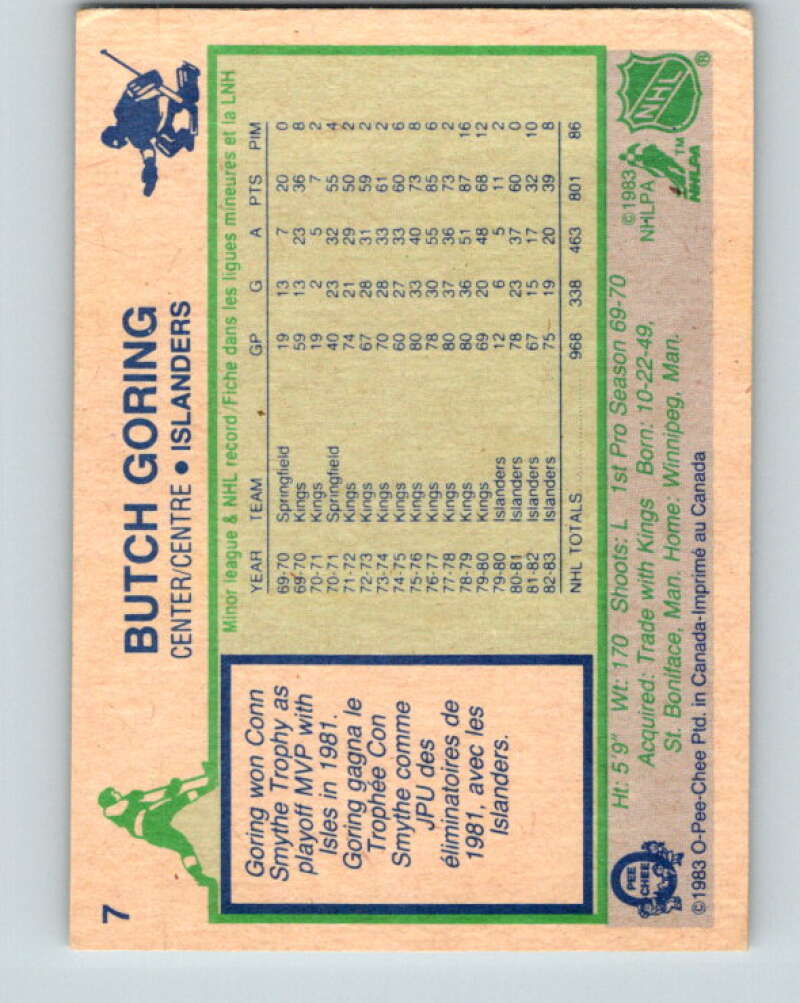 7
BUTCH GORING
CENTER/CENTRE • ISLANDERS
Goring won Conn
Smythe Trophy as
playoff MVP with
Isles in 1981.
Goring gagna le
Trophée Con
Smythe comme
JPU des
éliminatoires de
1981, avec les
Islanders.
Minor league & NHL record/Fiche dans les ligues mineures et la LNH
YEAR TEAM GP G A PTS PIM
69-70 Springfield 19 13 7 20 0
69-70 Kings 59 13 23 36 8
70-71 Kings 19 2 5 7 2
70-71 Springfield 40 23 32 55 4
71-72 Kings 74 21 29 50 2
72-73 Kings 67 28 31 59 2
73-74 Kings 70 28 33 61 2
74-75 Kings 60 27 33 60 6
75-76 Kings 80 33 40 73 8
76-77 Kings 78 30 55 85 6
77-78 Kings 80 37 36 73 2
78-79 Kings 80 36 51 87 16
79-80 Kings 69 20 48 68 12
79-80 Islanders 12 6 5 11 2
80-81 Islanders 78 23 37 60 0
81-82 Islanders 67 15 17 32 10
82-83 Islanders 75 19 20 39 8
NHL TOTALS 968 338 463 801 86
Ht: 5'9" Wt: 170 Shoots: L 1st Pro Season 69-70
Acquired: Trade with Kings Born: 10-22-49,
St. Boniface, Man. Home: Winnipeg, Man.
©1983 O-Pee-Chee Ptd. in Canada-Imprimé au Canada
O PEE CHEE
©1983
NHLPA
NHLPA ™
NHL ®